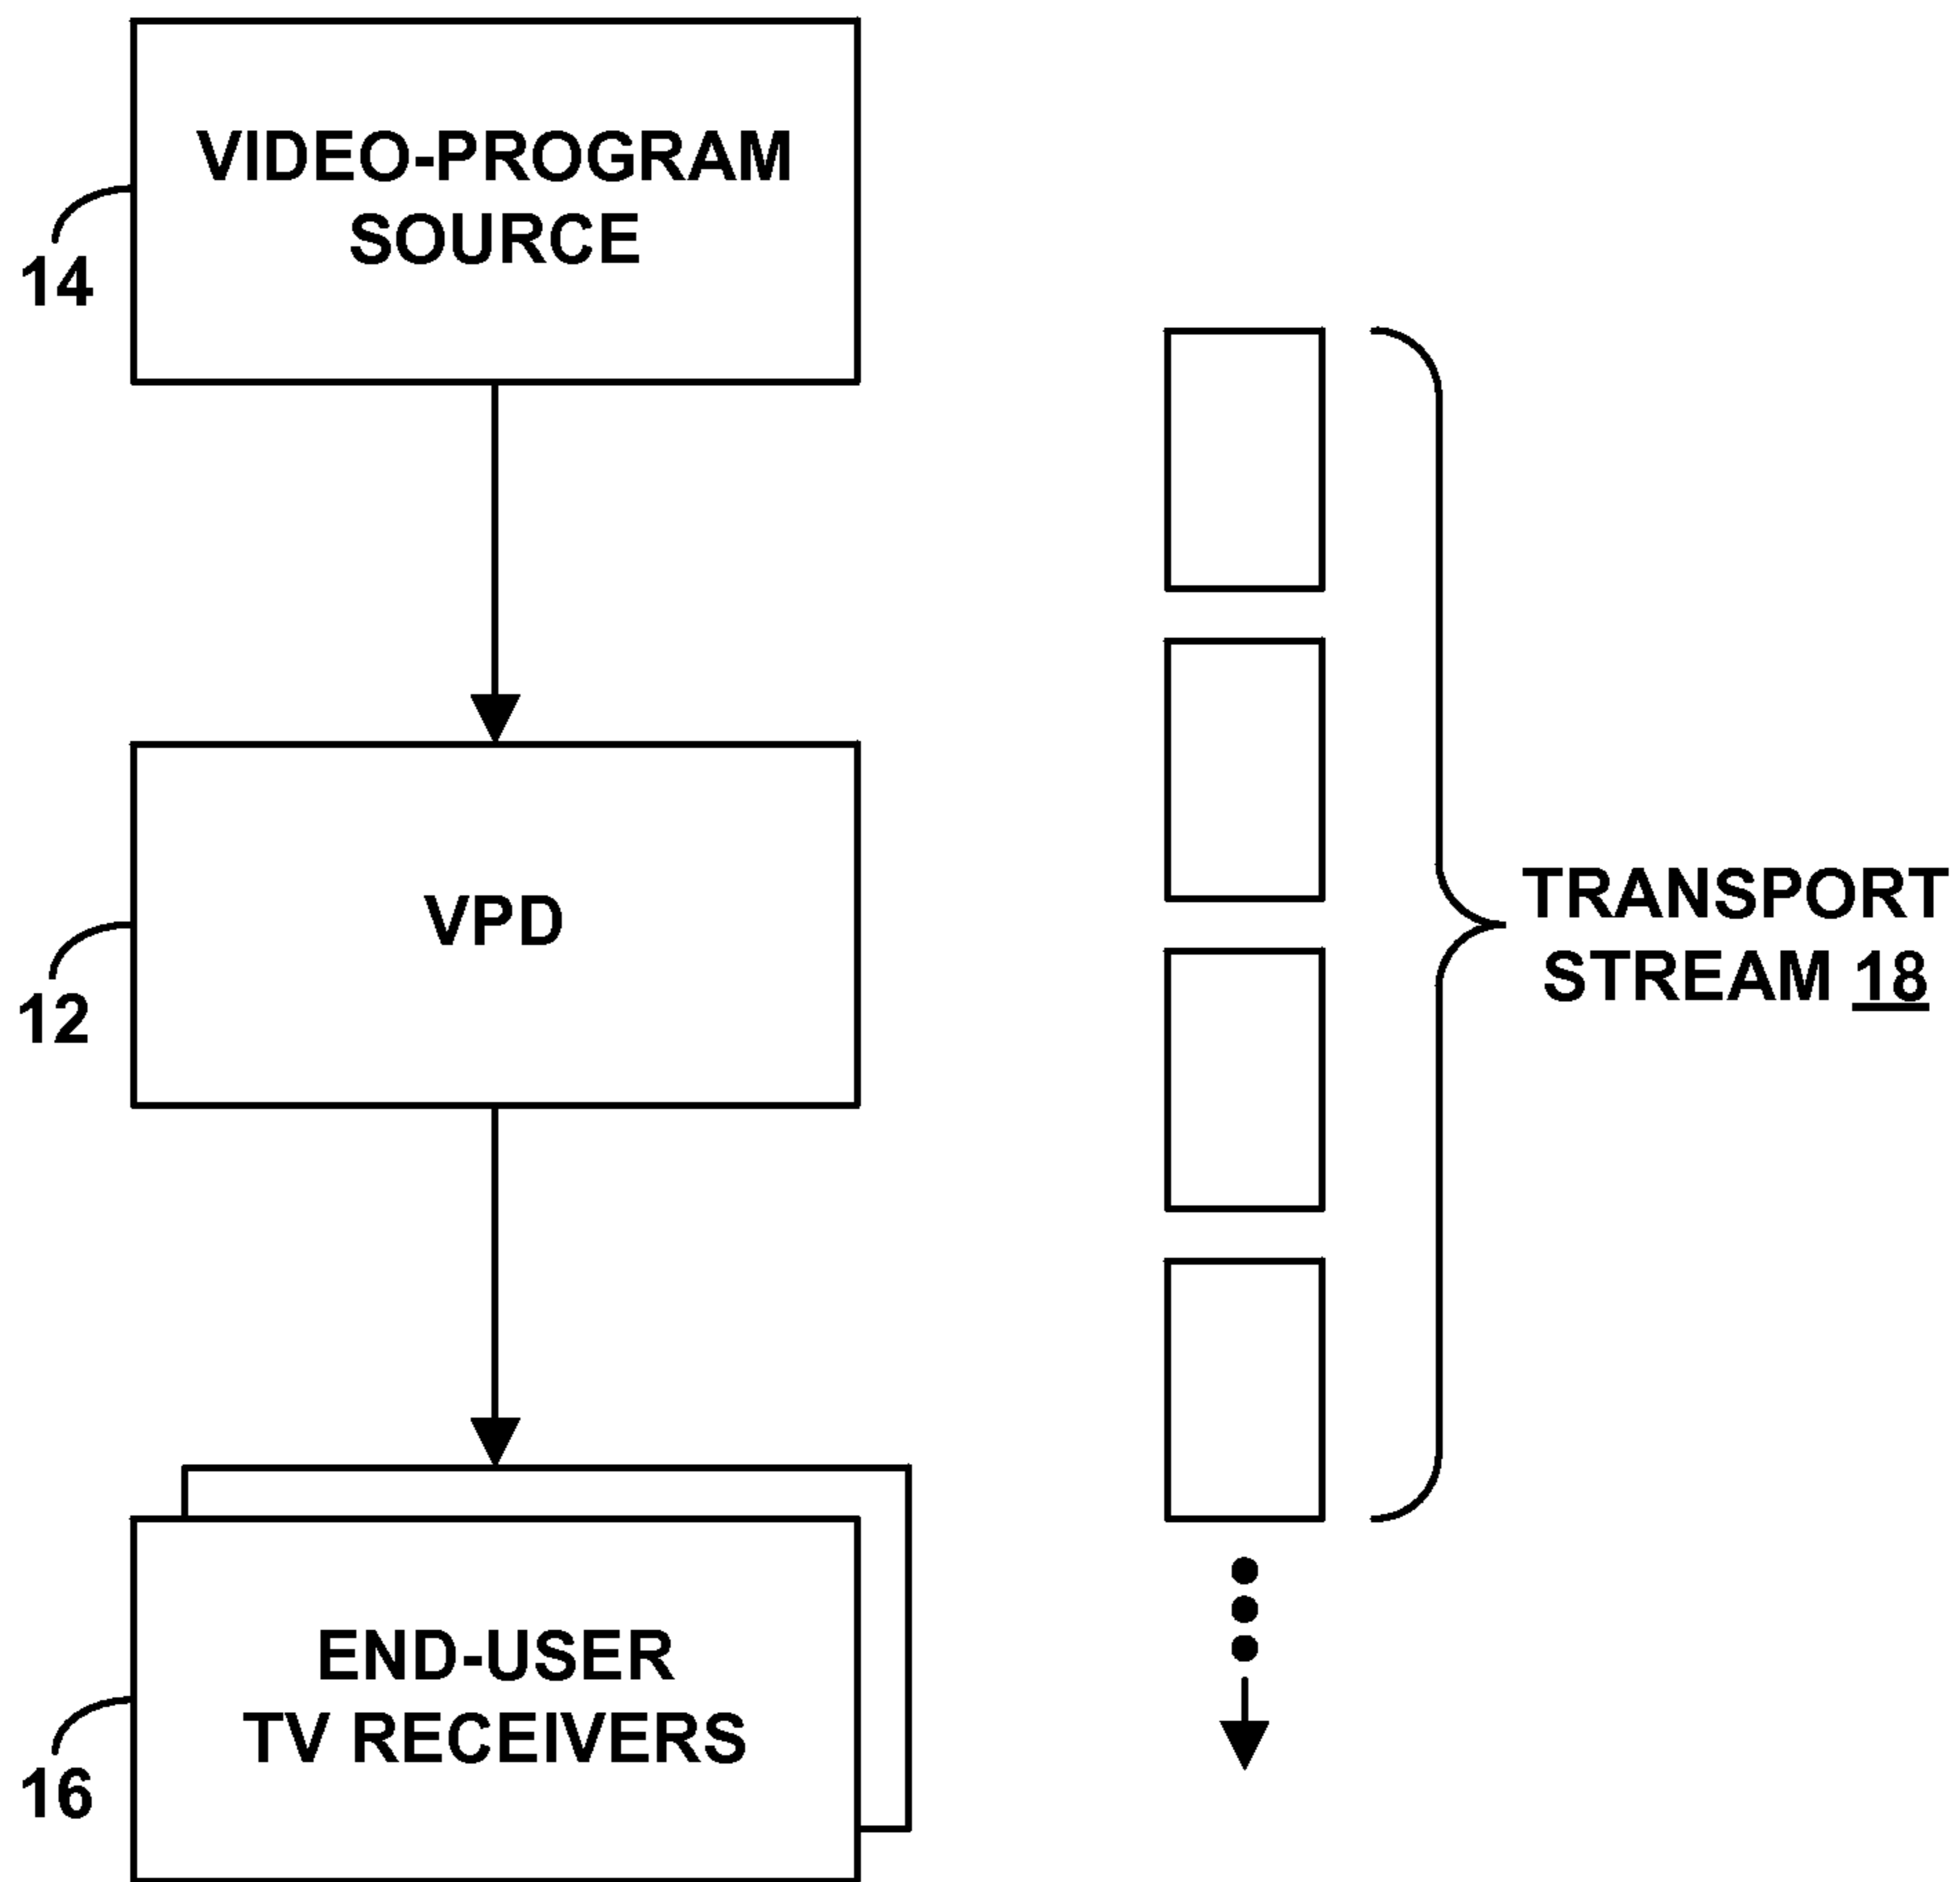 VIDEO-PROGRAM
SOURCE
14
VPD
12
TRANSPORT
STREAM 18
END-USER
TV RECEIVERS
16